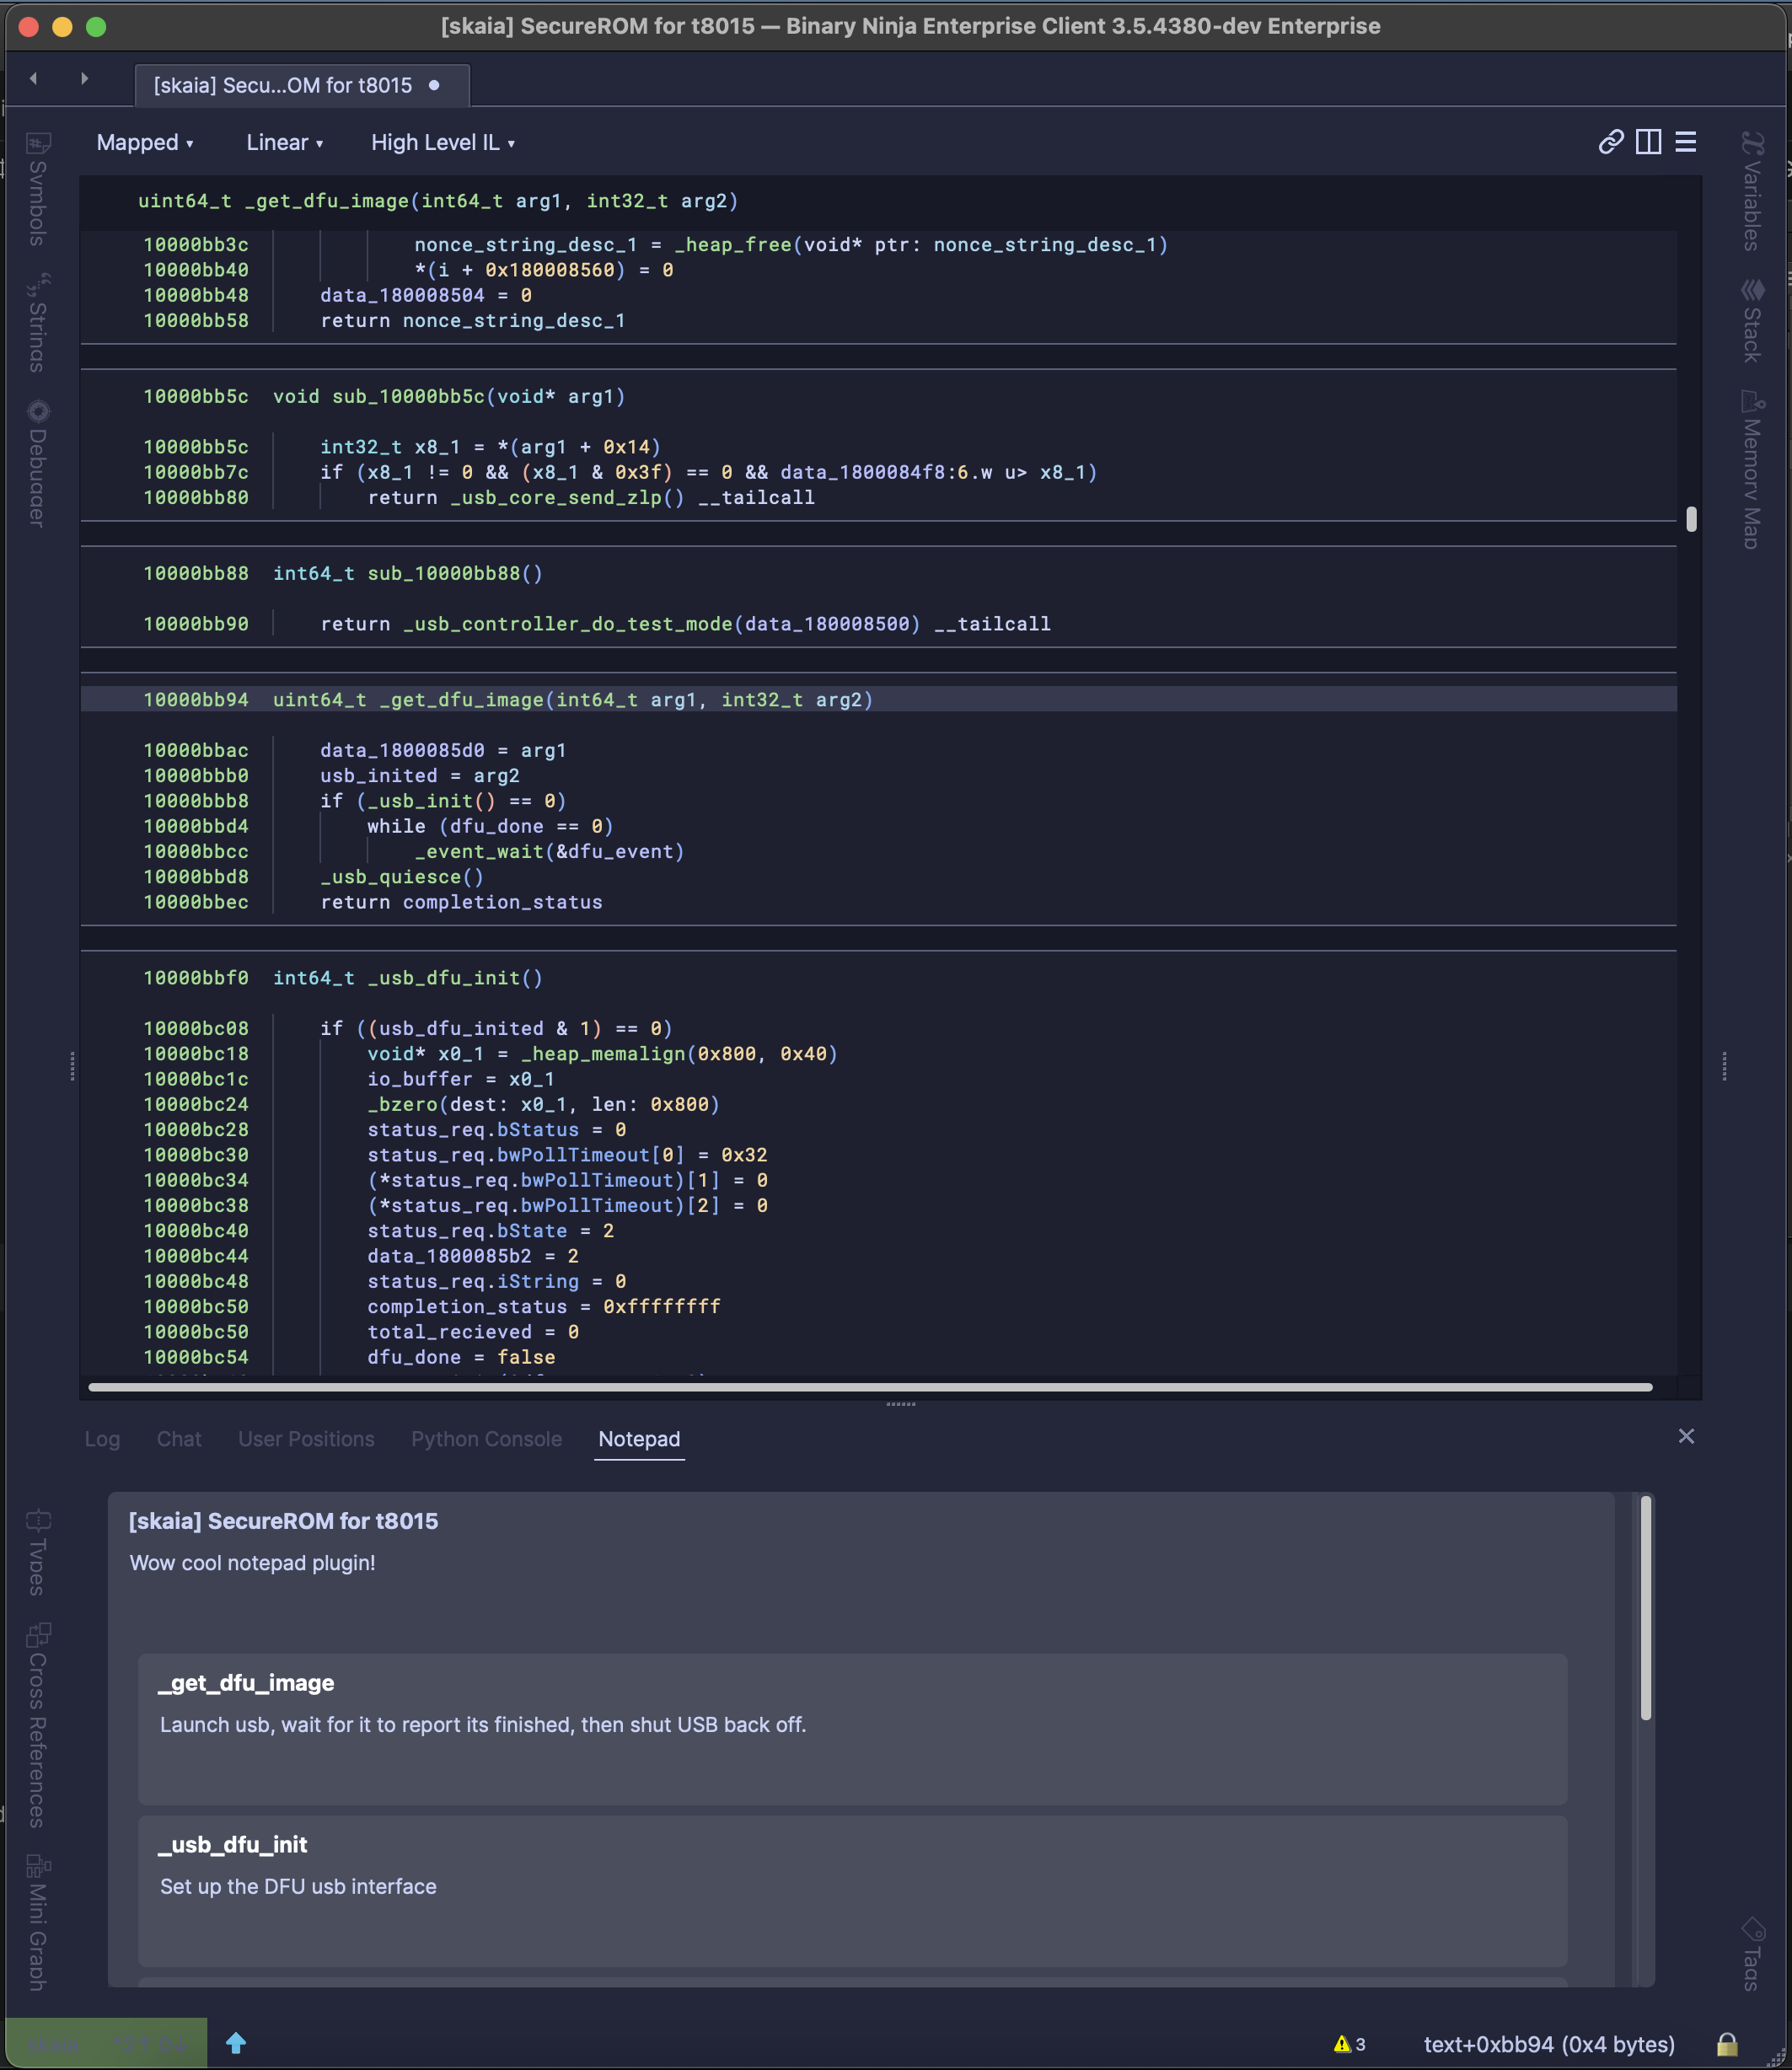 [skaia] SecureROM for t8015 — Binary Ninja Enterprise Client 3.5.4380-dev Enterprise
[skaia] Secu...OM for t8015
Mapped
Linear
High Level IL
Symbols
Strings
Debugger
Variables
Stack
Memory Map
uint64_t _get_dfu_image(int64_t arg1, int32_t arg2)
10000bb3c nonce_string_desc_1 = _heap_free(void* ptr: nonce_string_desc_1)
10000bb40 *(i + 0x180008560) = 0
10000bb48 data_180008504 = 0
10000bb58 return nonce_string_desc_1
10000bb5c void sub_10000bb5c(void* arg1)
10000bb5c int32_t x8_1 = *(arg1 + 0x14)
10000bb7c if (x8_1 != 0 && (x8_1 & 0x3f) == 0 && data_1800084f8:6.w u> x8_1)
10000bb80 return _usb_core_send_zlp() __tailcall
10000bb88 int64_t sub_10000bb88()
10000bb90 return _usb_controller_do_test_mode(data_180008500) __tailcall
10000bb94 uint64_t _get_dfu_image(int64_t arg1, int32_t arg2)
10000bbac data_1800085d0 = arg1
10000bbb0 usb_inited = arg2
10000bbb8 if (_usb_init() == 0)
10000bbd4 while (dfu_done == 0)
10000bbcc _event_wait(&dfu_event)
10000bbd8 _usb_quiesce()
10000bbec return completion_status
10000bbf0 int64_t _usb_dfu_init()
10000bc08 if ((usb_dfu_inited & 1) == 0)
10000bc18 void* x0_1 = _heap_memalign(0x800, 0x40)
10000bc1c io_buffer = x0_1
10000bc24 _bzero(dest: x0_1, len: 0x800)
10000bc28 status_req.bStatus = 0
10000bc30 status_req.bwPollTimeout[0] = 0x32
10000bc34 (*status_req.bwPollTimeout)[1] = 0
10000bc38 (*status_req.bwPollTimeout)[2] = 0
10000bc40 status_req.bState = 2
10000bc44 data_1800085b2 = 2
10000bc48 status_req.iString = 0
10000bc50 completion_status = 0xffffffff
10000bc50 total_recieved = 0
10000bc54 dfu_done = false
Log Chat User Positions Python Console Notepad
[skaia] SecureROM for t8015
Wow cool notepad plugin!
_get_dfu_image
Launch usb, wait for it to report its finished, then shut USB back off.
_usb_dfu_init
Set up the DFU usb interface
Types
Cross References
Mini Graph
Tags
3
text+0xbb94 (0x4 bytes)